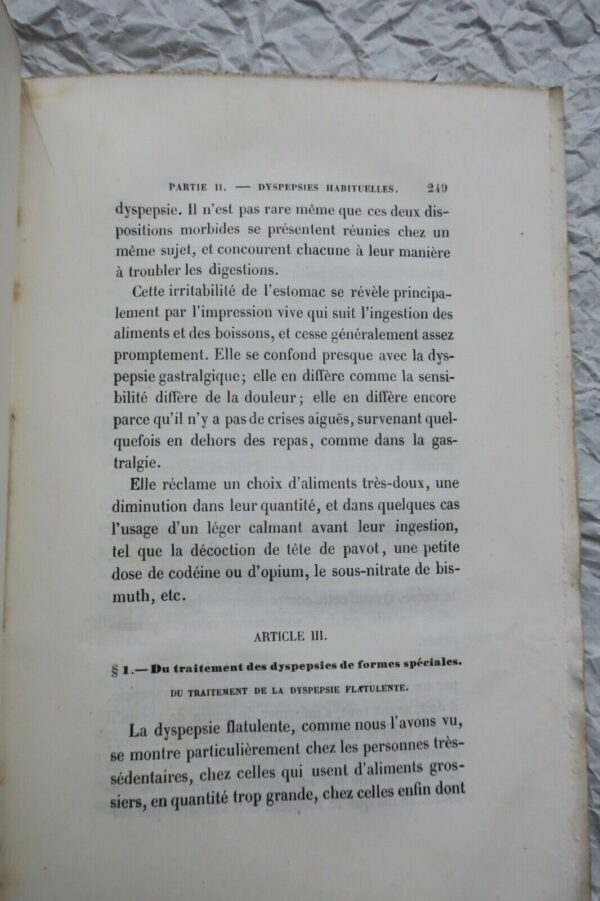 PARTIE II. — DYSPEPSIES HABITUELLES. 249
dyspepsie. Il n'est pas rare même que ces deux dis-
positions morbides se présentent réunies chez un
même sujet, et concourent chacune à leur manière
à troubler les digestions.
Cette irritabilité de l'estomac se révèle principa-
lement par l'impression vive qui suit l'ingestion des
aliments et des boissons, et cesse généralement assez
promptement. Elle se confond presque avec la dys-
pepsie gastralgique; elle en diffère comme la sensi-
bilité diffère de la douleur; elle en diffère encore
parce qu'il n'y a pas de crises aiguës, survenant quel-
quefois en dehors des repas, comme dans la gas-
tralgie.
Elle réclame un choix d'aliments très-doux, une
diminution dans leur quantité, et dans quelques cas
l'usage d'un léger calmant avant leur ingestion,
tel que la décoction de tête de pavot, une petite
dose de codéine ou d'opium, le sous-nitrate de bis-
muth, etc.
ARTICLE III.
§ 1.—Du traitement des dyspepsies de formes spéciales.
DU TRAITEMENT DE LA DYSPEPSIE FLATULENTE.
La dyspepsie flatulente, comme nous l'avons vu,
se montre particulièrement chez les personnes très-
sédentaires, chez celles qui usent d'aliments gros-
siers, en quantité trop grande, chez celles enfin dont